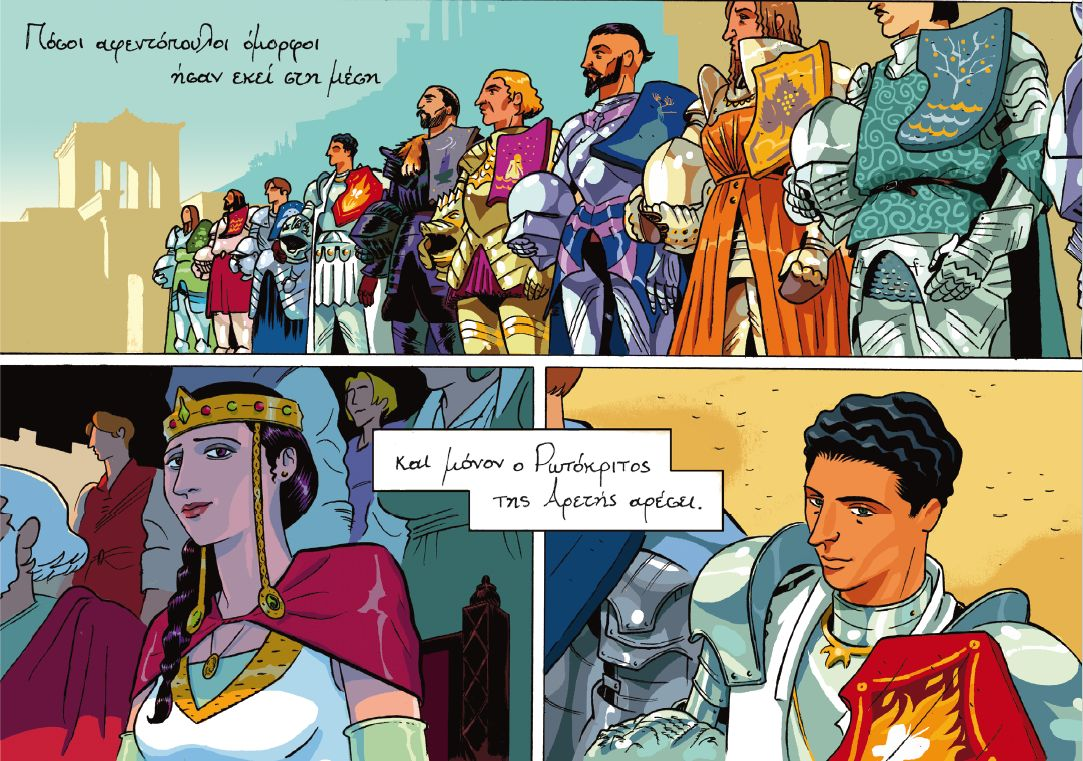 Πόσοι αφεντόπουλοι όμορφοι
ήσαν εκεί στη μέση
και μόνον ο Ρωτόκριτος
της Αρετής αρέσει.